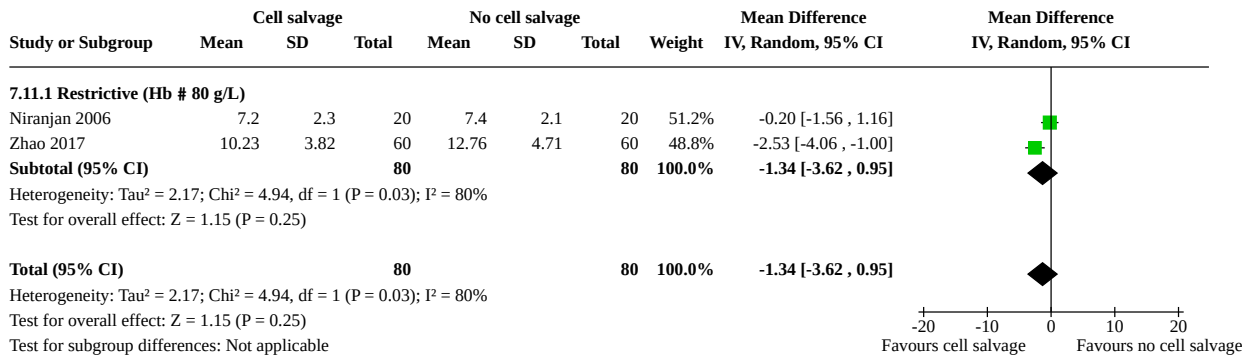 Cell salvage No cell salvage Mean Difference Mean Difference
Study or Subgroup Mean SD Total Mean SD Total Weight IV, Random, 95% CI IV, Random, 95% CI
7.11.1 Restrictive (Hb # 80 g/L)
Niranjan 2006 7.2 2.3 20 7.4 2.1 20 51.2% -0.20 [-1.56 , 1.16]
Zhao 2017 10.23 3.82 60 12.76 4.71 60 48.8% -2.53 [-4.06 , -1.00]
Subtotal (95% CI) 80 80 100.0% -1.34 [-3.62 , 0.95]
Heterogeneity: Tau² = 2.17; Chi² = 4.94, df = 1 (P = 0.03); I² = 80%
Test for overall effect: Z = 1.15 (P = 0.25)
Total (95% CI) 80 80 100.0% -1.34 [-3.62 , 0.95]
Heterogeneity: Tau² = 2.17; Chi² = 4.94, df = 1 (P = 0.03); I² = 80%
Test for overall effect: Z = 1.15 (P = 0.25) -20 -10 0 10 20
Test for subgroup differences: Not applicable Favours cell salvage Favours no cell salvage